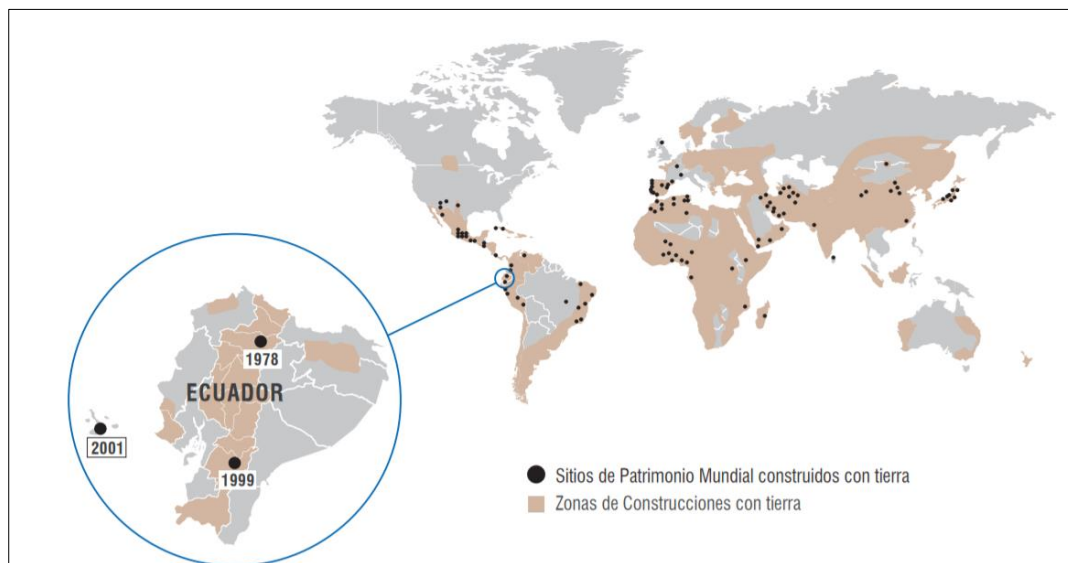 1978
ECUADOR
2001
1999
Sitios de Patrimonio Mundial construidos con tierra
Zonas de Construcciones con tierra